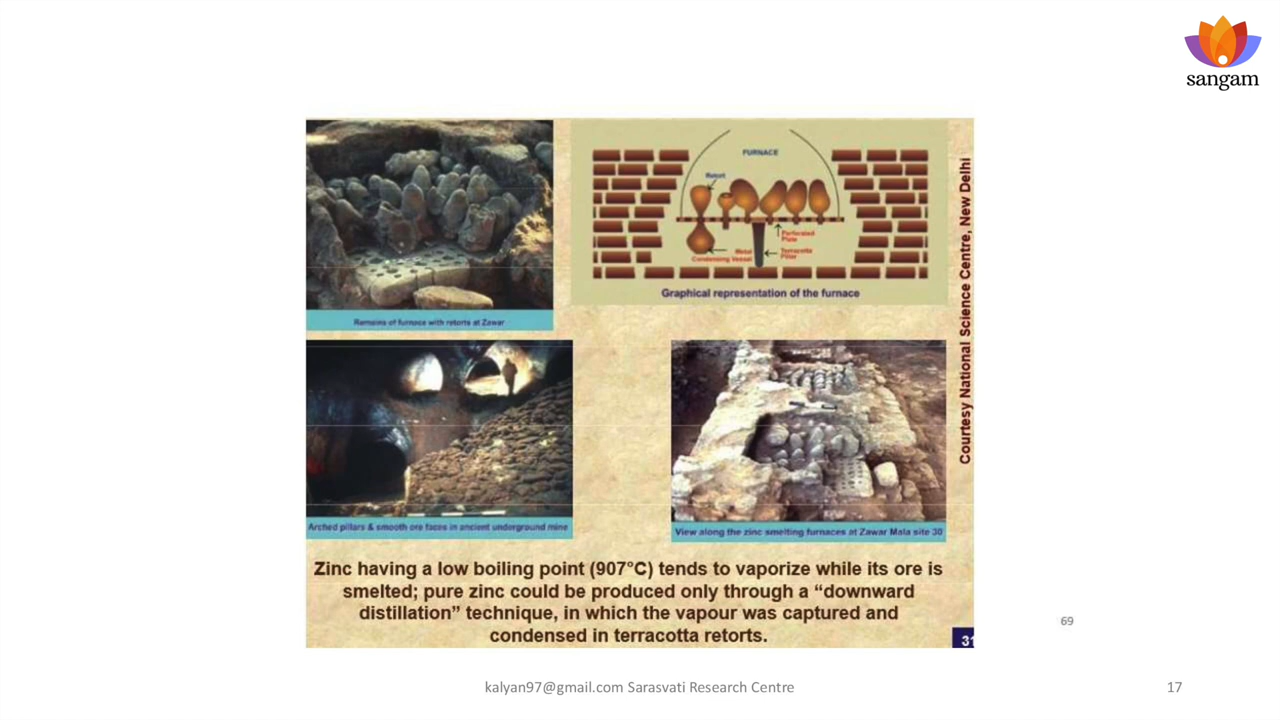 sangam
FURNACE
Retort
Perforated
Plate
Metal
Condensing Vessel
Terracotta
Pillar
Graphical representation of the furnace
Remains of furnace with retorts at Zawar
Courtesy National Science Centre, New Delhi
Arched pillars & smooth ore faces in ancient underground mine
View along the zinc smelting furnaces at Zawar Mala site 30
Zinc having a low boiling point (907°C) tends to vaporize while its ore is
smelted; pure zinc could be produced only through a “downward
distillation” technique, in which the vapour was captured and
condensed in terracotta retorts.
31
69
kalyan97@gmail.com Sarasvati Research Centre
17